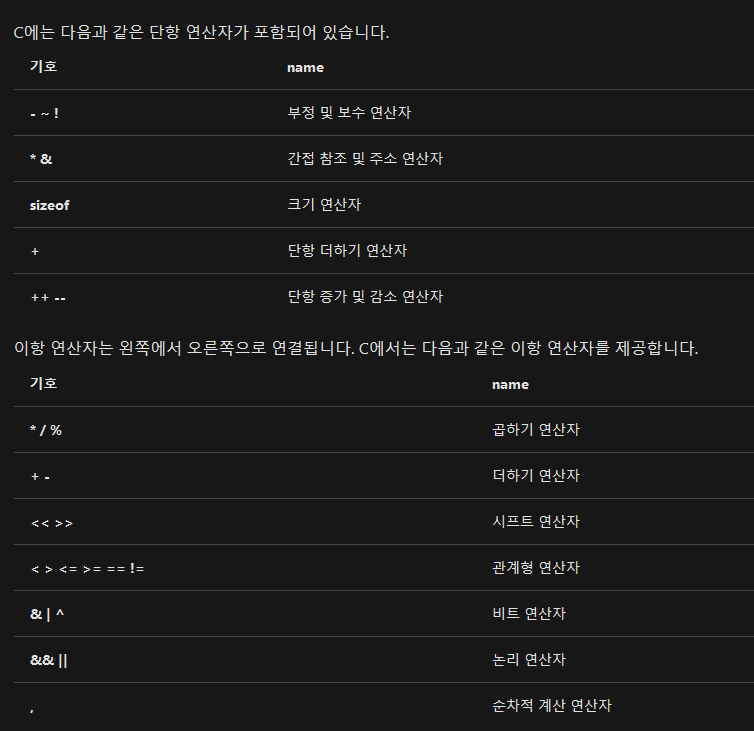 C에는 다음과 같은 단항 연산자가 포함되어 있습니다.
기호 name
- ~ ! 부정 및 보수 연산자
* & 간접 참조 및 주소 연산자
sizeof 크기 연산자
+ 단항 더하기 연산자
++ -- 단항 증가 및 감소 연산자
이항 연산자는 왼쪽에서 오른쪽으로 연결됩니다. C에서는 다음과 같은 이항 연산자를 제공합니다.
기호 name
* / % 곱하기 연산자
+ - 더하기 연산자
<< >> 시프트 연산자
< > <= >= == != 관계형 연산자
& | ^ 비트 연산자
&& || 논리 연산자
, 순차적 계산 연산자